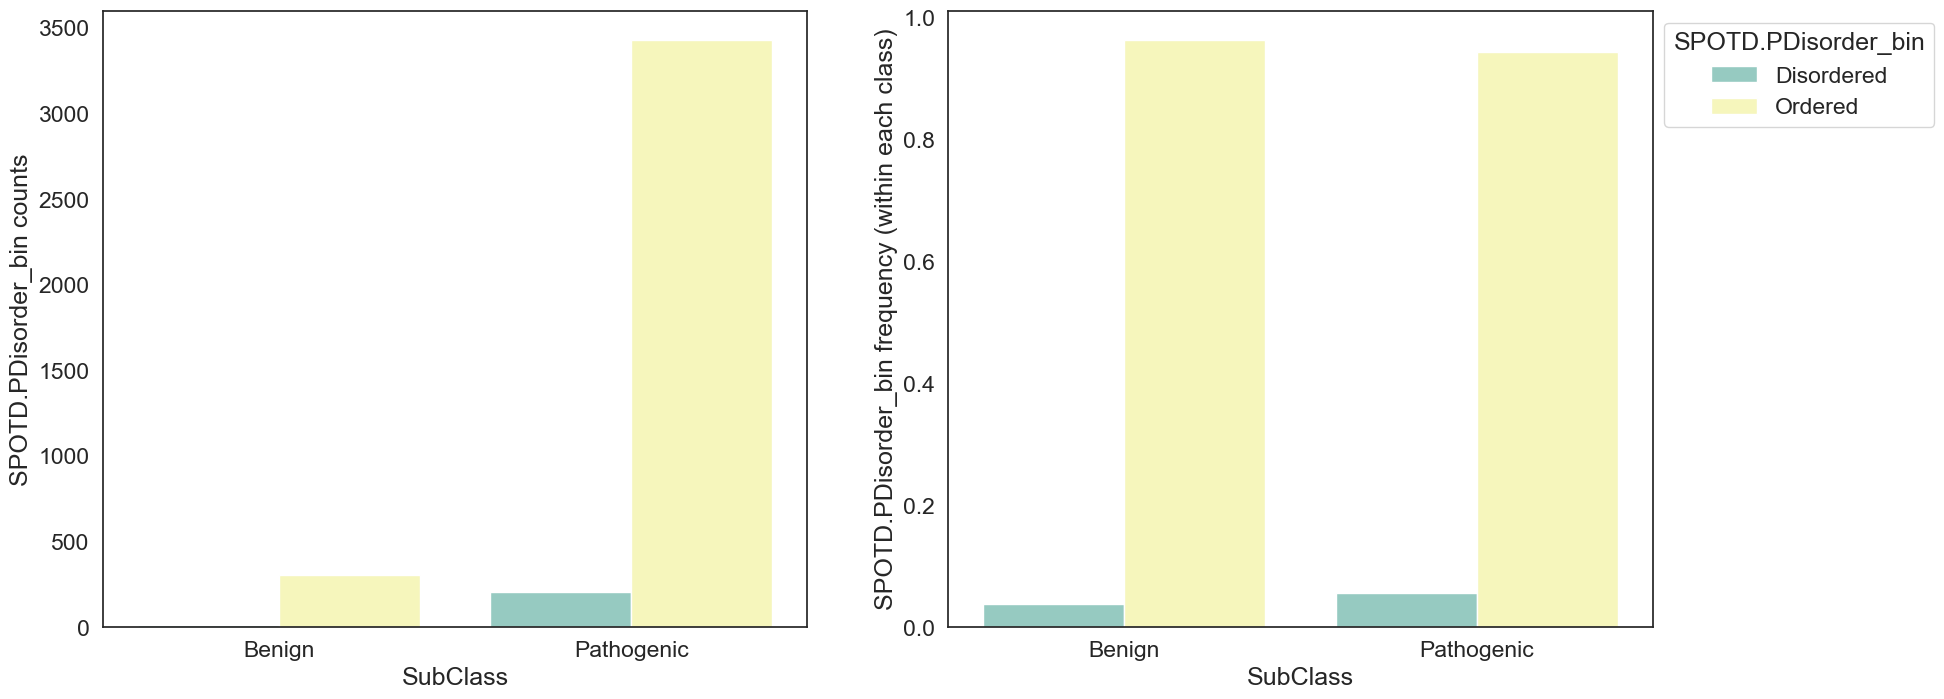 SPOTD.PDisorder_bin counts
3500
3000
2500
2000
1500
1000
500
0
Benign
Pathogenic
SubClass
SPOTD.PDisorder_bin frequency (within each class)
1.0
0.8
0.6
0.4
0.2
0.0
Benign
Pathogenic
SubClass
SPOTD.PDisorder_bin
Disordered
Ordered